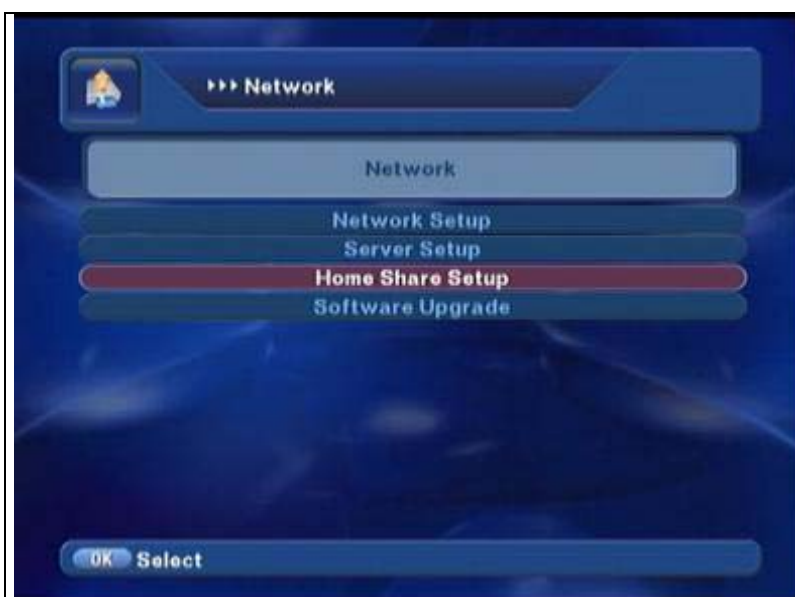 Network
Network
Network Setup
Server Setup
Home Share Setup
Software Upgrade
OK Select